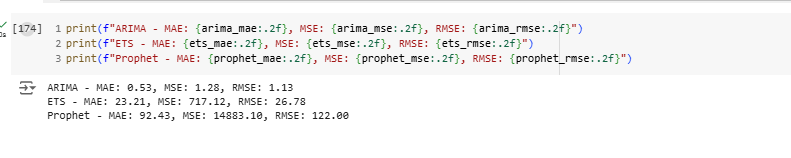 [174] 1 print(f"ARIMA - MAE: {arima_mae:.2f}, MSE: {arima_mse:.2f}, RMSE: {arima_rmse:.2f}")
2 print(f"ETS - MAE: {ets_mae:.2f}, MSE: {ets_mse:.2f}, RMSE: {ets_rmse:.2f}")
3 print(f"Prophet - MAE: {prophet_mae:.2f}, MSE: {prophet_mse:.2f}, RMSE: {prophet_rmse:.2f}")
ARIMA - MAE: 0.53, MSE: 1.28, RMSE: 1.13
ETS - MAE: 23.21, MSE: 717.12, RMSE: 26.78
Prophet - MAE: 92.43, MSE: 14883.10, RMSE: 122.00